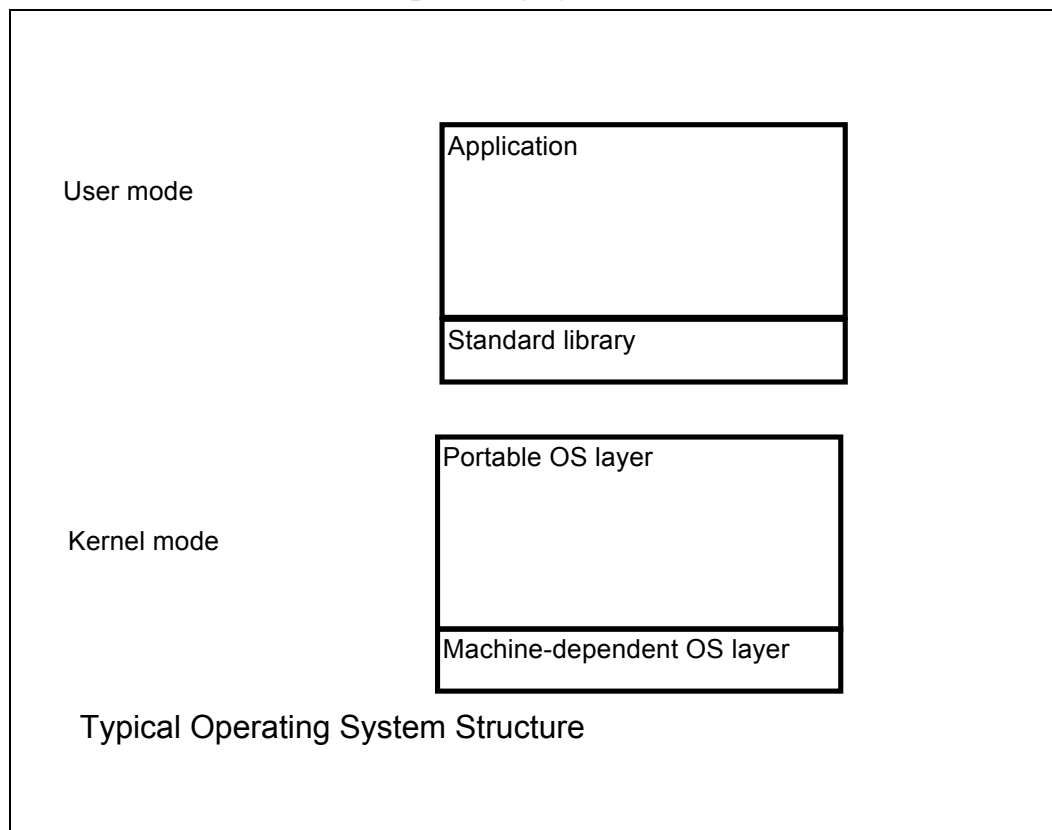 Application
User mode
Standard library
Portable OS layer
Kernel mode
Machine-dependent OS layer
Typical Operating System Structure